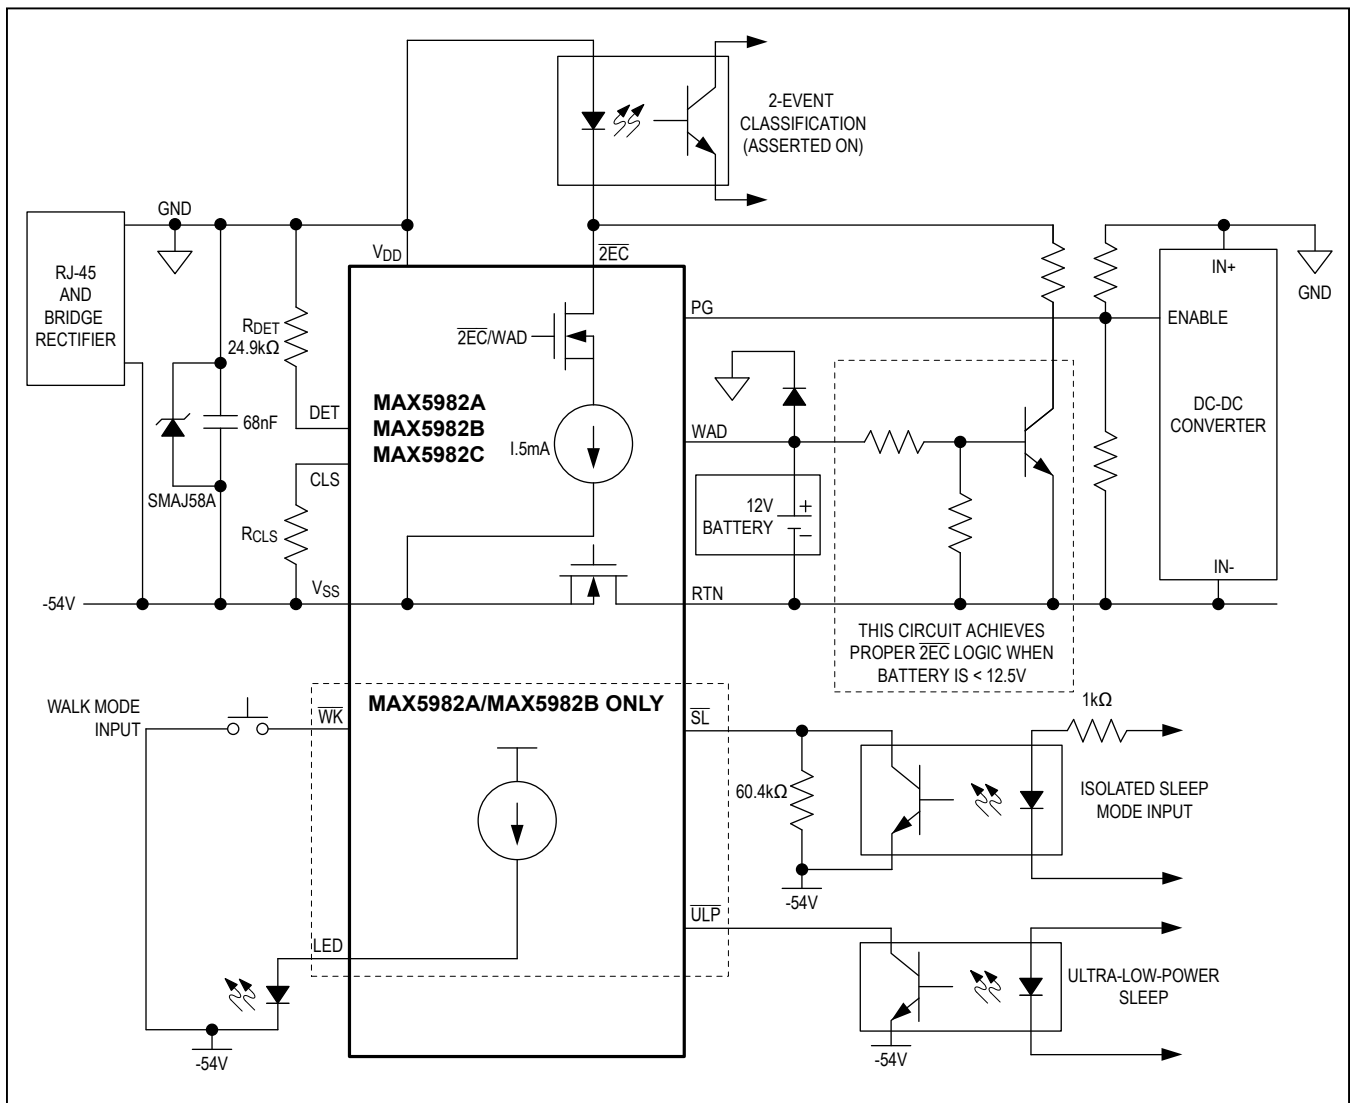 2-EVENT
CLASSIFICATION
(ASSERTED ON)
GND
RJ-45
AND
BRIDGE
RECTIFIER
VDD
2EC
IN+
GND
PG
ENABLE
RDET
24.9kΩ
2EC/WAD
DET
MAX5982A
MAX5982B
MAX5982C
68nF
I.5mA
WAD
DC-DC
CONVERTER
CLS
SMAJ58A
12V
BATTERY
+
–
RCLS
IN-
-54V
VSS
RTN
THIS CIRCUIT ACHIEVES
PROPER 2EC LOGIC WHEN
BATTERY IS < 12.5V
WALK MODE
INPUT
WK
MAX5982A/MAX5982B ONLY
SL
1kΩ
60.4kΩ
ISOLATED SLEEP
MODE INPUT
-54V
ULP
LED
ULTRA-LOW-POWER
SLEEP
-54V
-54V